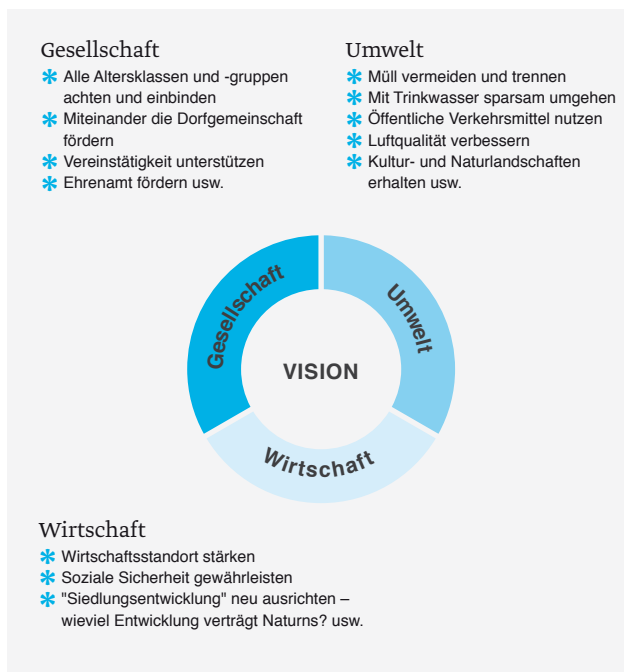 Gesellschaft
✻ Alle Altersklassen und -gruppen
achten und einbinden
✻ Miteinander die Dorfgemeinschaft
fördern
✻ Vereinstätigkeit unterstützen
✻ Ehrenamt fördern usw.
Umwelt
✻ Müll vermeiden und trennen
✻ Mit Trinkwasser sparsam umgehen
✻ Öffentliche Verkehrsmittel nutzen
✻ Luftqualität verbessern
✻ Kultur- und Naturlandschaften
erhalten usw.
Gesellschaft
Umwelt
VISION
Wirtschaft
Wirtschaft
✻ Wirtschaftsstandort stärken
✻ Soziale Sicherheit gewährleisten
✻ "Siedlungsentwicklung" neu ausrichten –
wieviel Entwicklung verträgt Naturns? usw.